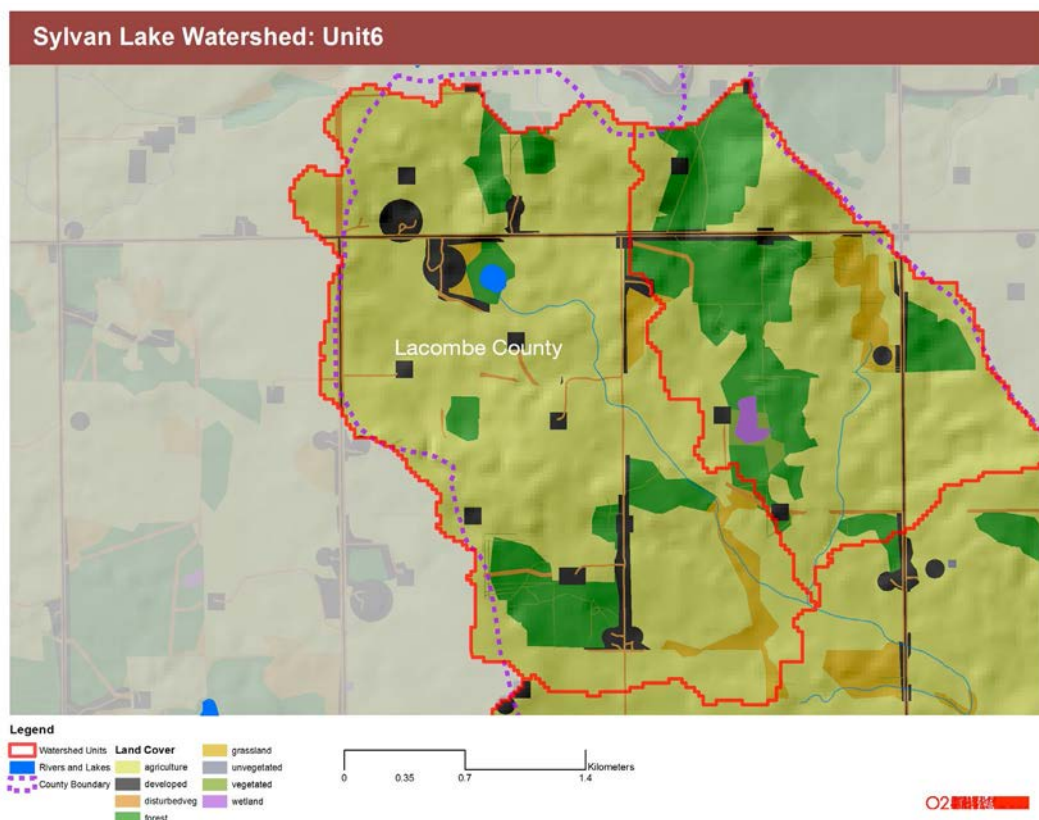 Sylvan Lake Watershed: Unit6
Lacombe County
Legend
Watershed Units
Rivers and Lakes
County Boundary
Land Cover
agriculture
developed
disturbedveg
forest
grassland
unvegetated
vegetated
wetland
Kilometers
0 0.35 0.7 1.4